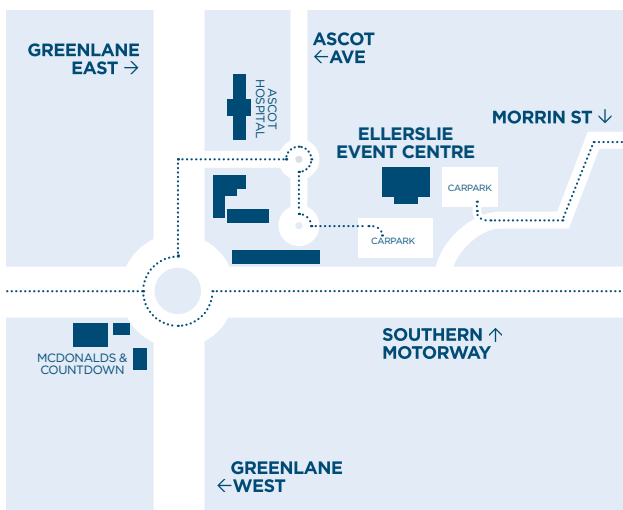 GREENLANE
EAST →
ASCOT
←AVE
ASCOT
HOSPITAL
MORRIN ST ↓
ELLERSLIE
EVENT CENTRE
CARPARK
CARPARK
SOUTHERN ↑
MOTORWAY
MCDONALDS &
COUNTDOWN
GREENLANE
←WEST